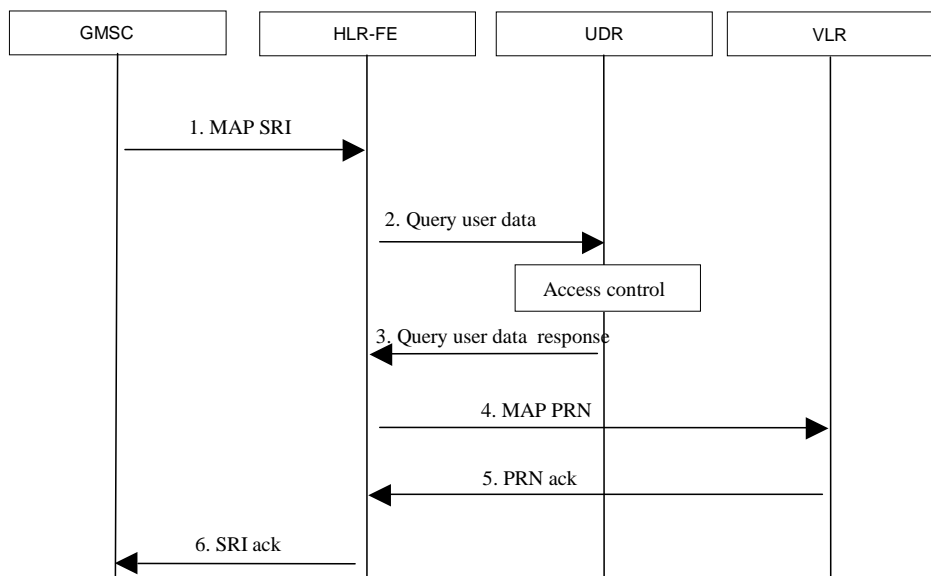 GMSC
HLR-FE
UDR
VLR
1. MAP SRI
2. Query user data
Access control
3. Query user data response
4. MAP PRN
5. PRN ack
6. SRI ack